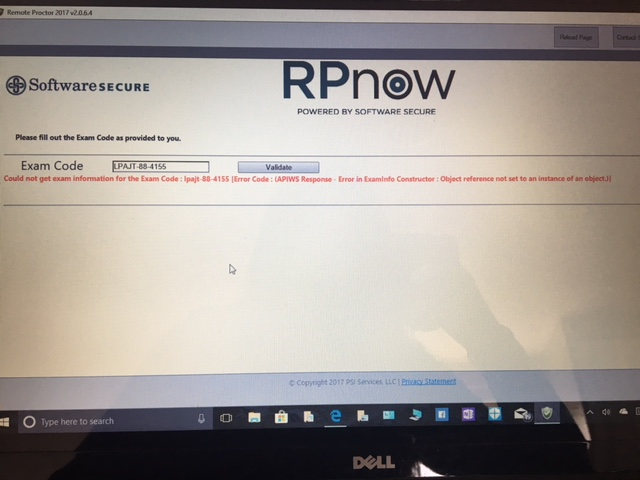 Remote Proctor 2017 v2.0.6.4
Reload Page
Contact
SoftwareSECURE
RPnow
POWERED BY SOFTWARE SECURE
Please fill out the Exam Code as provided to you.
Exam Code LPAJT-88-4155 Validate
Could not get exam information for the Exam Code : lpajt-88-4155 [Error Code : (APIWS Response - Error in ExamInfo Constructor : Object reference not set to an instance of an object.)]
© Copyright 2017 PSI Services LLC | Privacy Statement
Type here to search
DELL